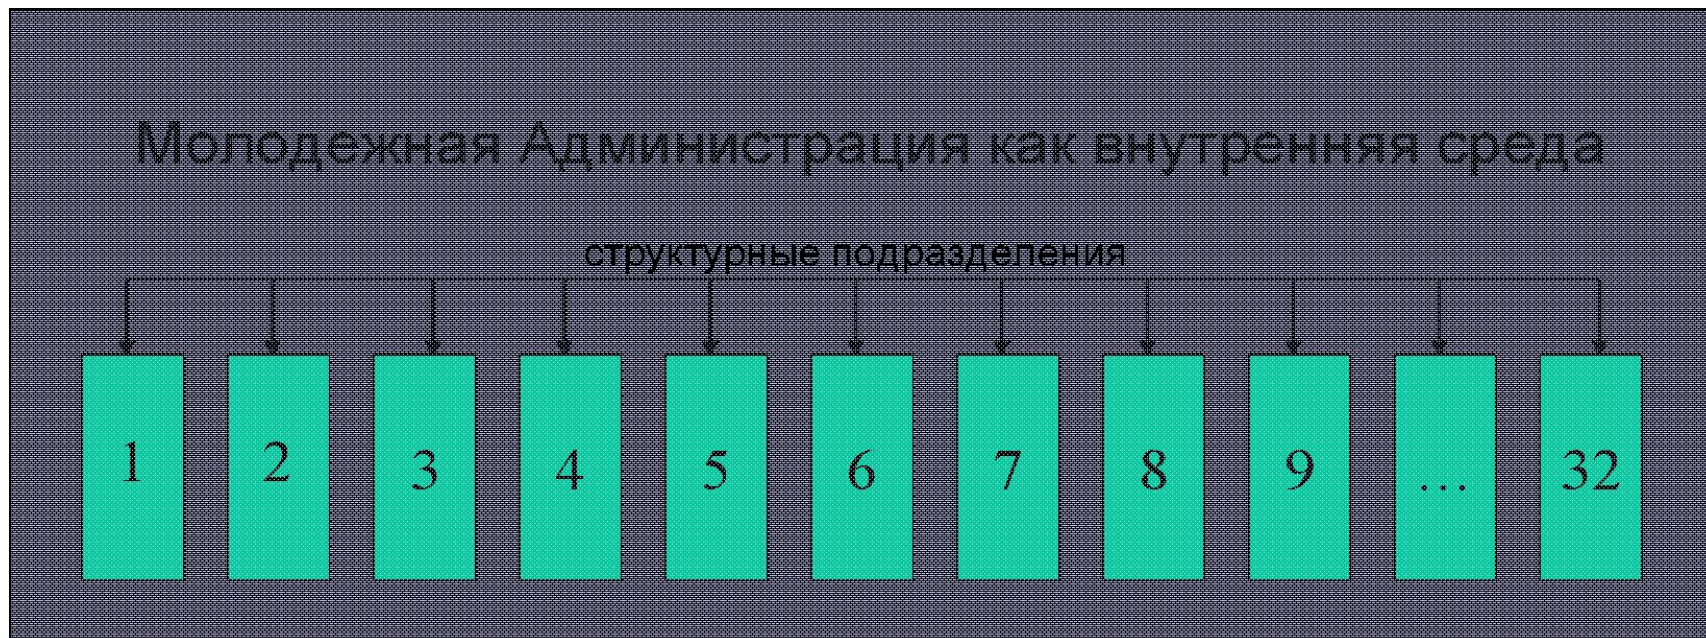 Молодежная Администрация как внутренняя среда
структурные подразделения
1 2 3 4 5 6 7 8 9 … 32